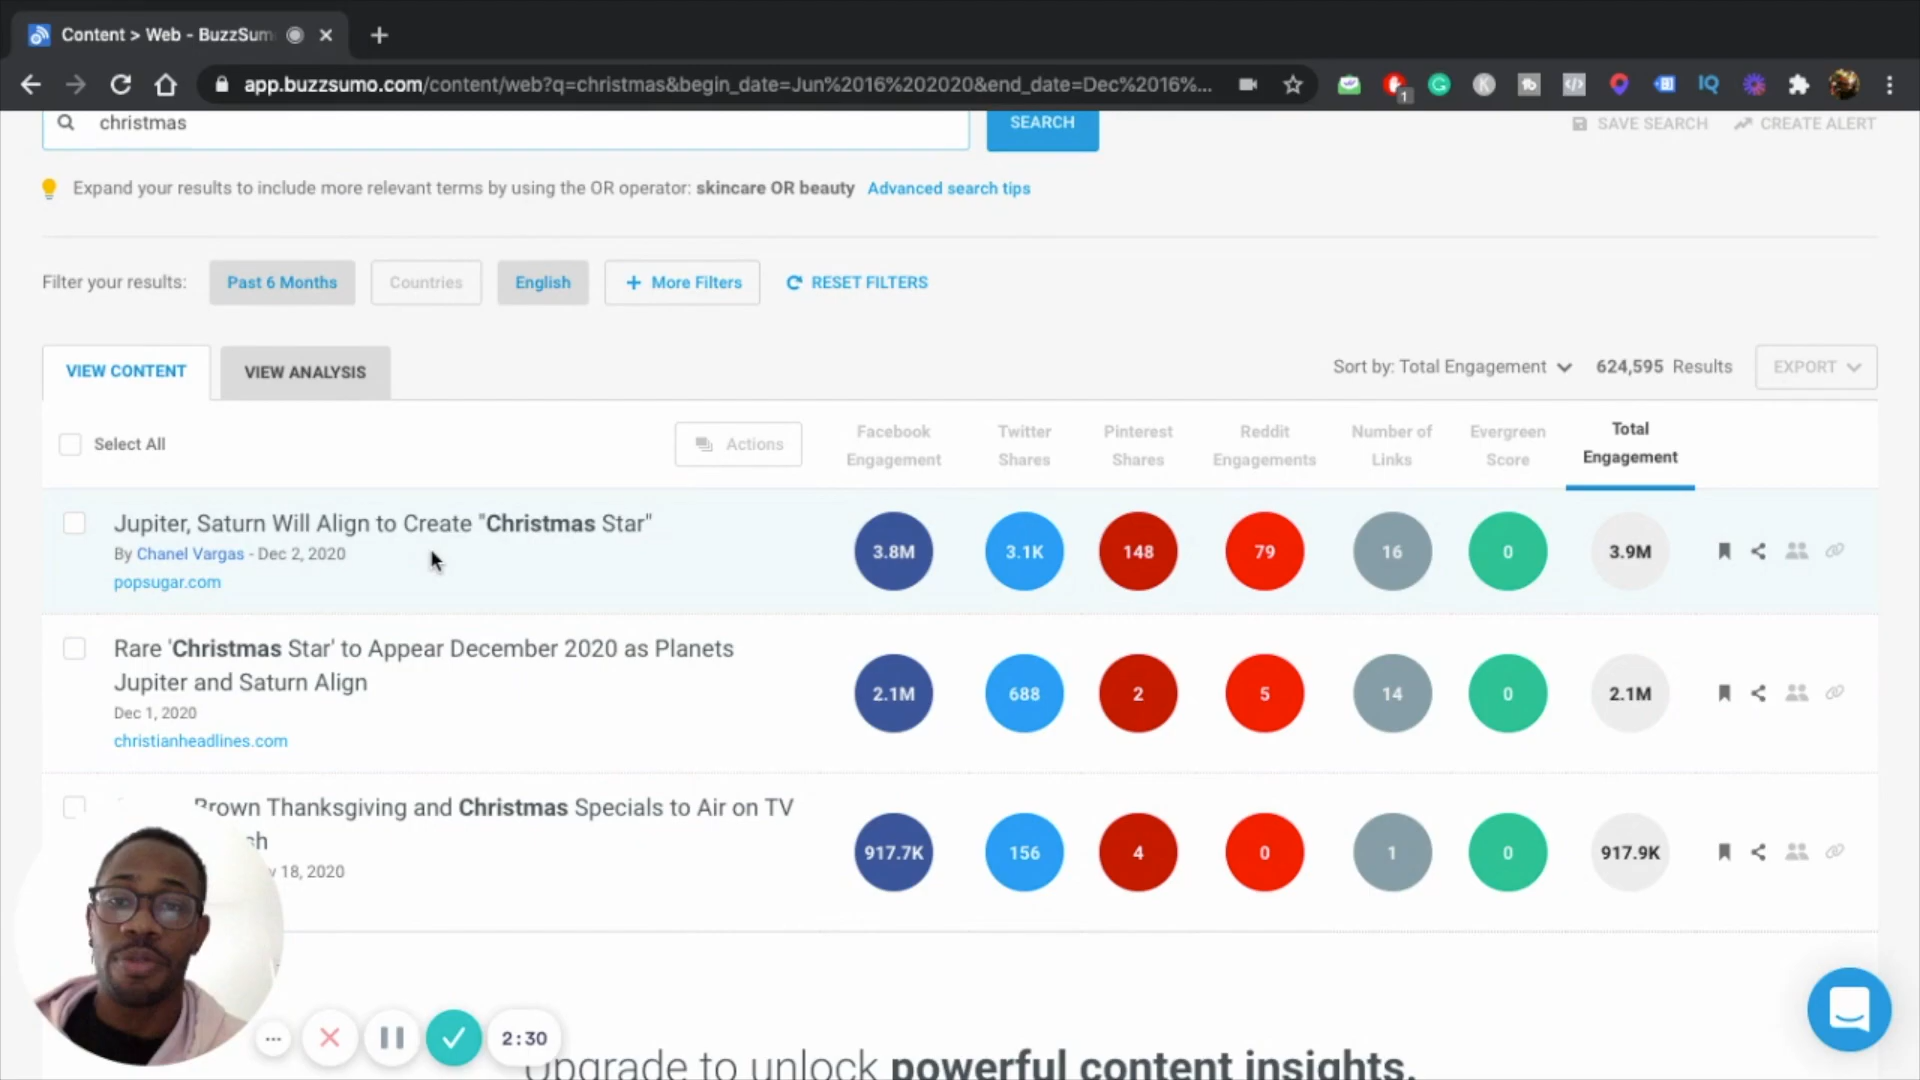 Content > Web - BuzzSum
app.buzzsumo.com/content/web?q=christmas&begin_date=Jun%2016%202020&end_date=Dec%2016%...
1
christmas
SEARCH
SAVE SEARCH
CREATE ALERT
Expand your results to include more relevant terms by using the OR operator: skincare OR beauty Advanced search tips
Filter your results:
Past 6 Months
Countries
English
+ More Filters
RESET FILTERS
VIEW CONTENT
VIEW ANALYSIS
Sort by: Total Engagement
624,595 Results
EXPORT
Select All
Actions
Facebook
Engagement
Twitter
Shares
Pinterest
Shares
Reddit
Engagements
Number of
Links
Evergreen
Score
Total
Engagement
Jupiter, Saturn Will Align to Create "Christmas Star"
By Chanel Vargas - Dec 2, 2020
popsugar.com
3.8M
3.1K
148
79
16
0
3.9M
Rare 'Christmas Star' to Appear December 2020 as Planets
Jupiter and Saturn Align
Dec 1, 2020
christianheadlines.com
2.1M
688
2
5
14
0
2.1M
Brown Thanksgiving and Christmas Specials to Air on TV
18, 2020
917.7K
156
4
0
1
0
917.9K
2:30
Upgrade to unlock powerful content insights.